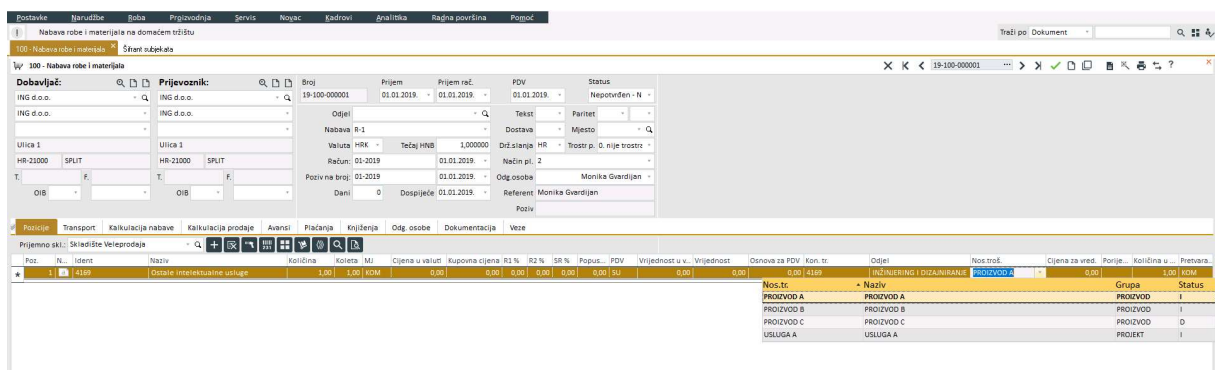 Postavke Narudžbe Roba Proizvodnja Servis Novac Kadrovi Analitika Radna površina Pomoć
Nabava robe i materijala na domaćem tržištu Traži po Dokument
100 - Nabava robe i materijala Šifrant subjekata
100 - Nabava robe i materijala 19-100-000001
Dobavljač: Prijevoznik: Broj Prijem Prijem rač. PDV Status
ING d.o.o. ING d.o.o. 19-100-000001 01.01.2019. 01.01.2019. 01.01.2019. Nepotvrđen - N
ING d.o.o. ING d.o.o. Odjel Tekst Paritet
Nabava R-1 Dostava Mjesto
Ulica 1 Ulica 1 Valuta HRK Tečaj HNB 1,000000 Drž.slanja HR Trostr p. 0. nije trostra
HR-21000 SPLIT HR-21000 SPLIT Račun: 01-2019 01.01.2019. Način pl. 2
T. F. T. F. Poziv na broj: 01-2019 01.01.2019. Odg.osoba Monika Gvardijan
OIB OIB Dani 0 Dospijeće 01.01.2019. Referent Monika Gvardijan
Poziv
Pozicije Transport Kalkulacija nabave Kalkulacija prodaje Avansi Plaćanja Knjiženja Odg. osobe Dokumentacija Veze
Prijemno skl.: Skladište Veleprodaja
Poz. N... Ident Naziv Količina Koleta MJ Cijena u valuti Kupovna cijena R1 % R2 % SR % Popus... PDV Vrijednost u v... Vrijednost Osnova za PDV Kon. tr. Odjel Nos.troš. Cijena za vred. Porije... Količina u ... Pretvara...
1 4169 Ostale intelektualne usluge 1,00 1,00 KOM 0,00 0,00 0,00 0,00 0,00 0,00 SU 0,00 0,00 0,00 4169 INŽINJERING I DIZAJNIRANJE PROIZVOD A 0,00 1,00 KOM
Nos.tr. Naziv Grupa Status
PROIZVOD A PROIZVOD A PROIZVOD I
PROIZVOD B PROIZVOD B PROIZVOD I
PROIZVOD C PROIZVOD C PROIZVOD D
USLUGA A USLUGA A PROJEKT I